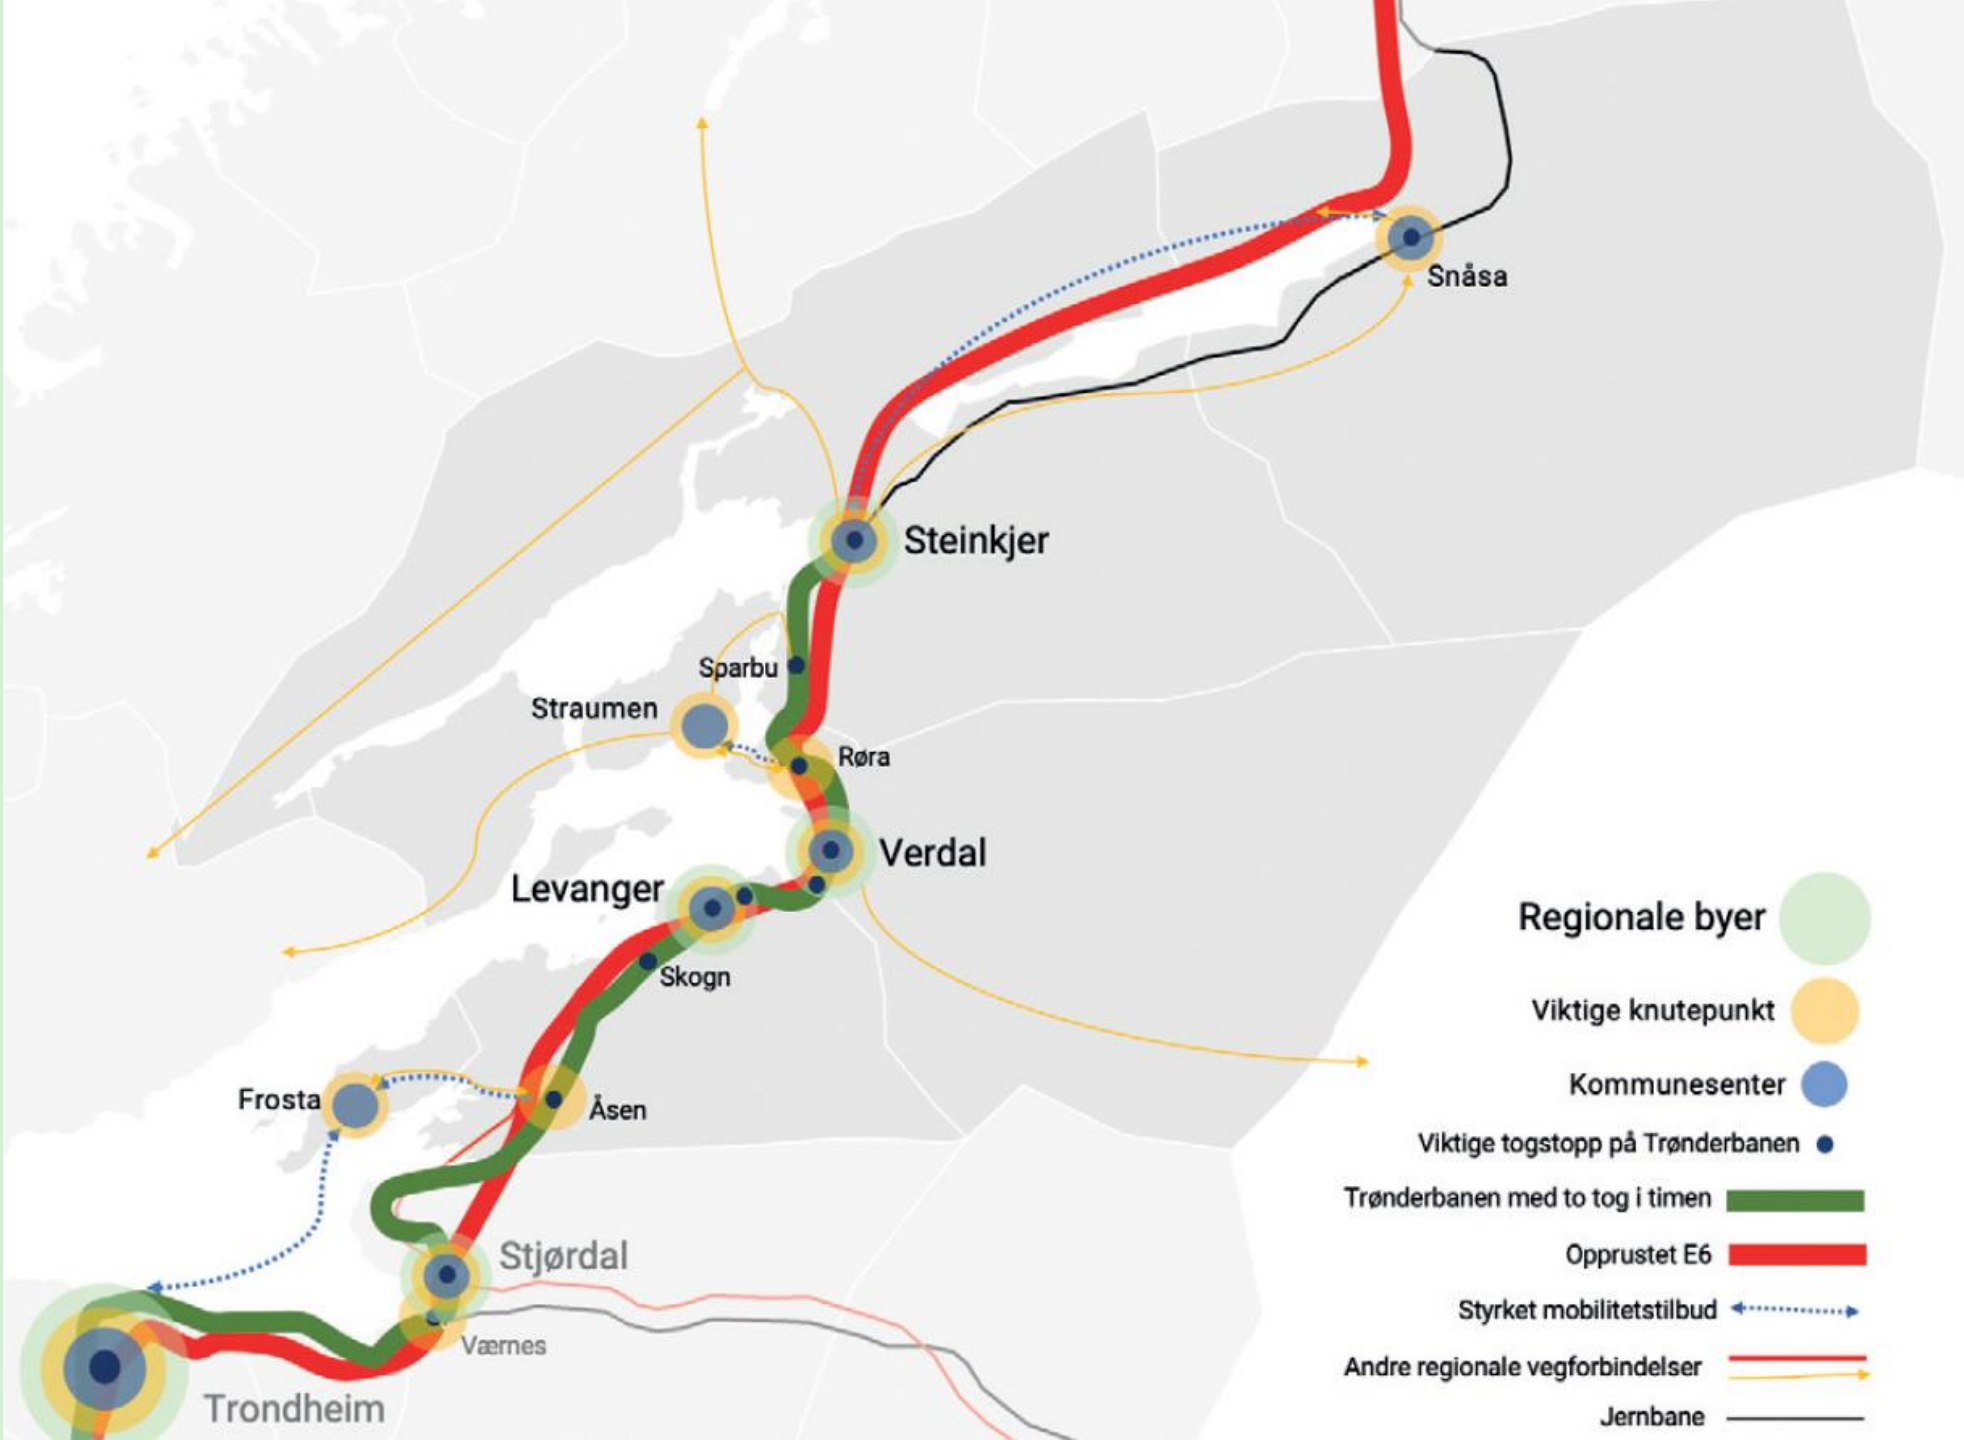 Snåsa
Steinkjer
Sparbu
Straumen
Røra
Verdal
Levanger
Skogn
Frosta
Åsen
Stjørdal
Værnes
Trondheim
Regionale byer
Viktige knutepunkt
Kommunesenter
Viktige togstopp på Trønderbanen
Trønderbanen med to tog i timen
Opprustet E6
Styrket mobilitetstilbud
Andre regionale vegforbindelser
Jernbane